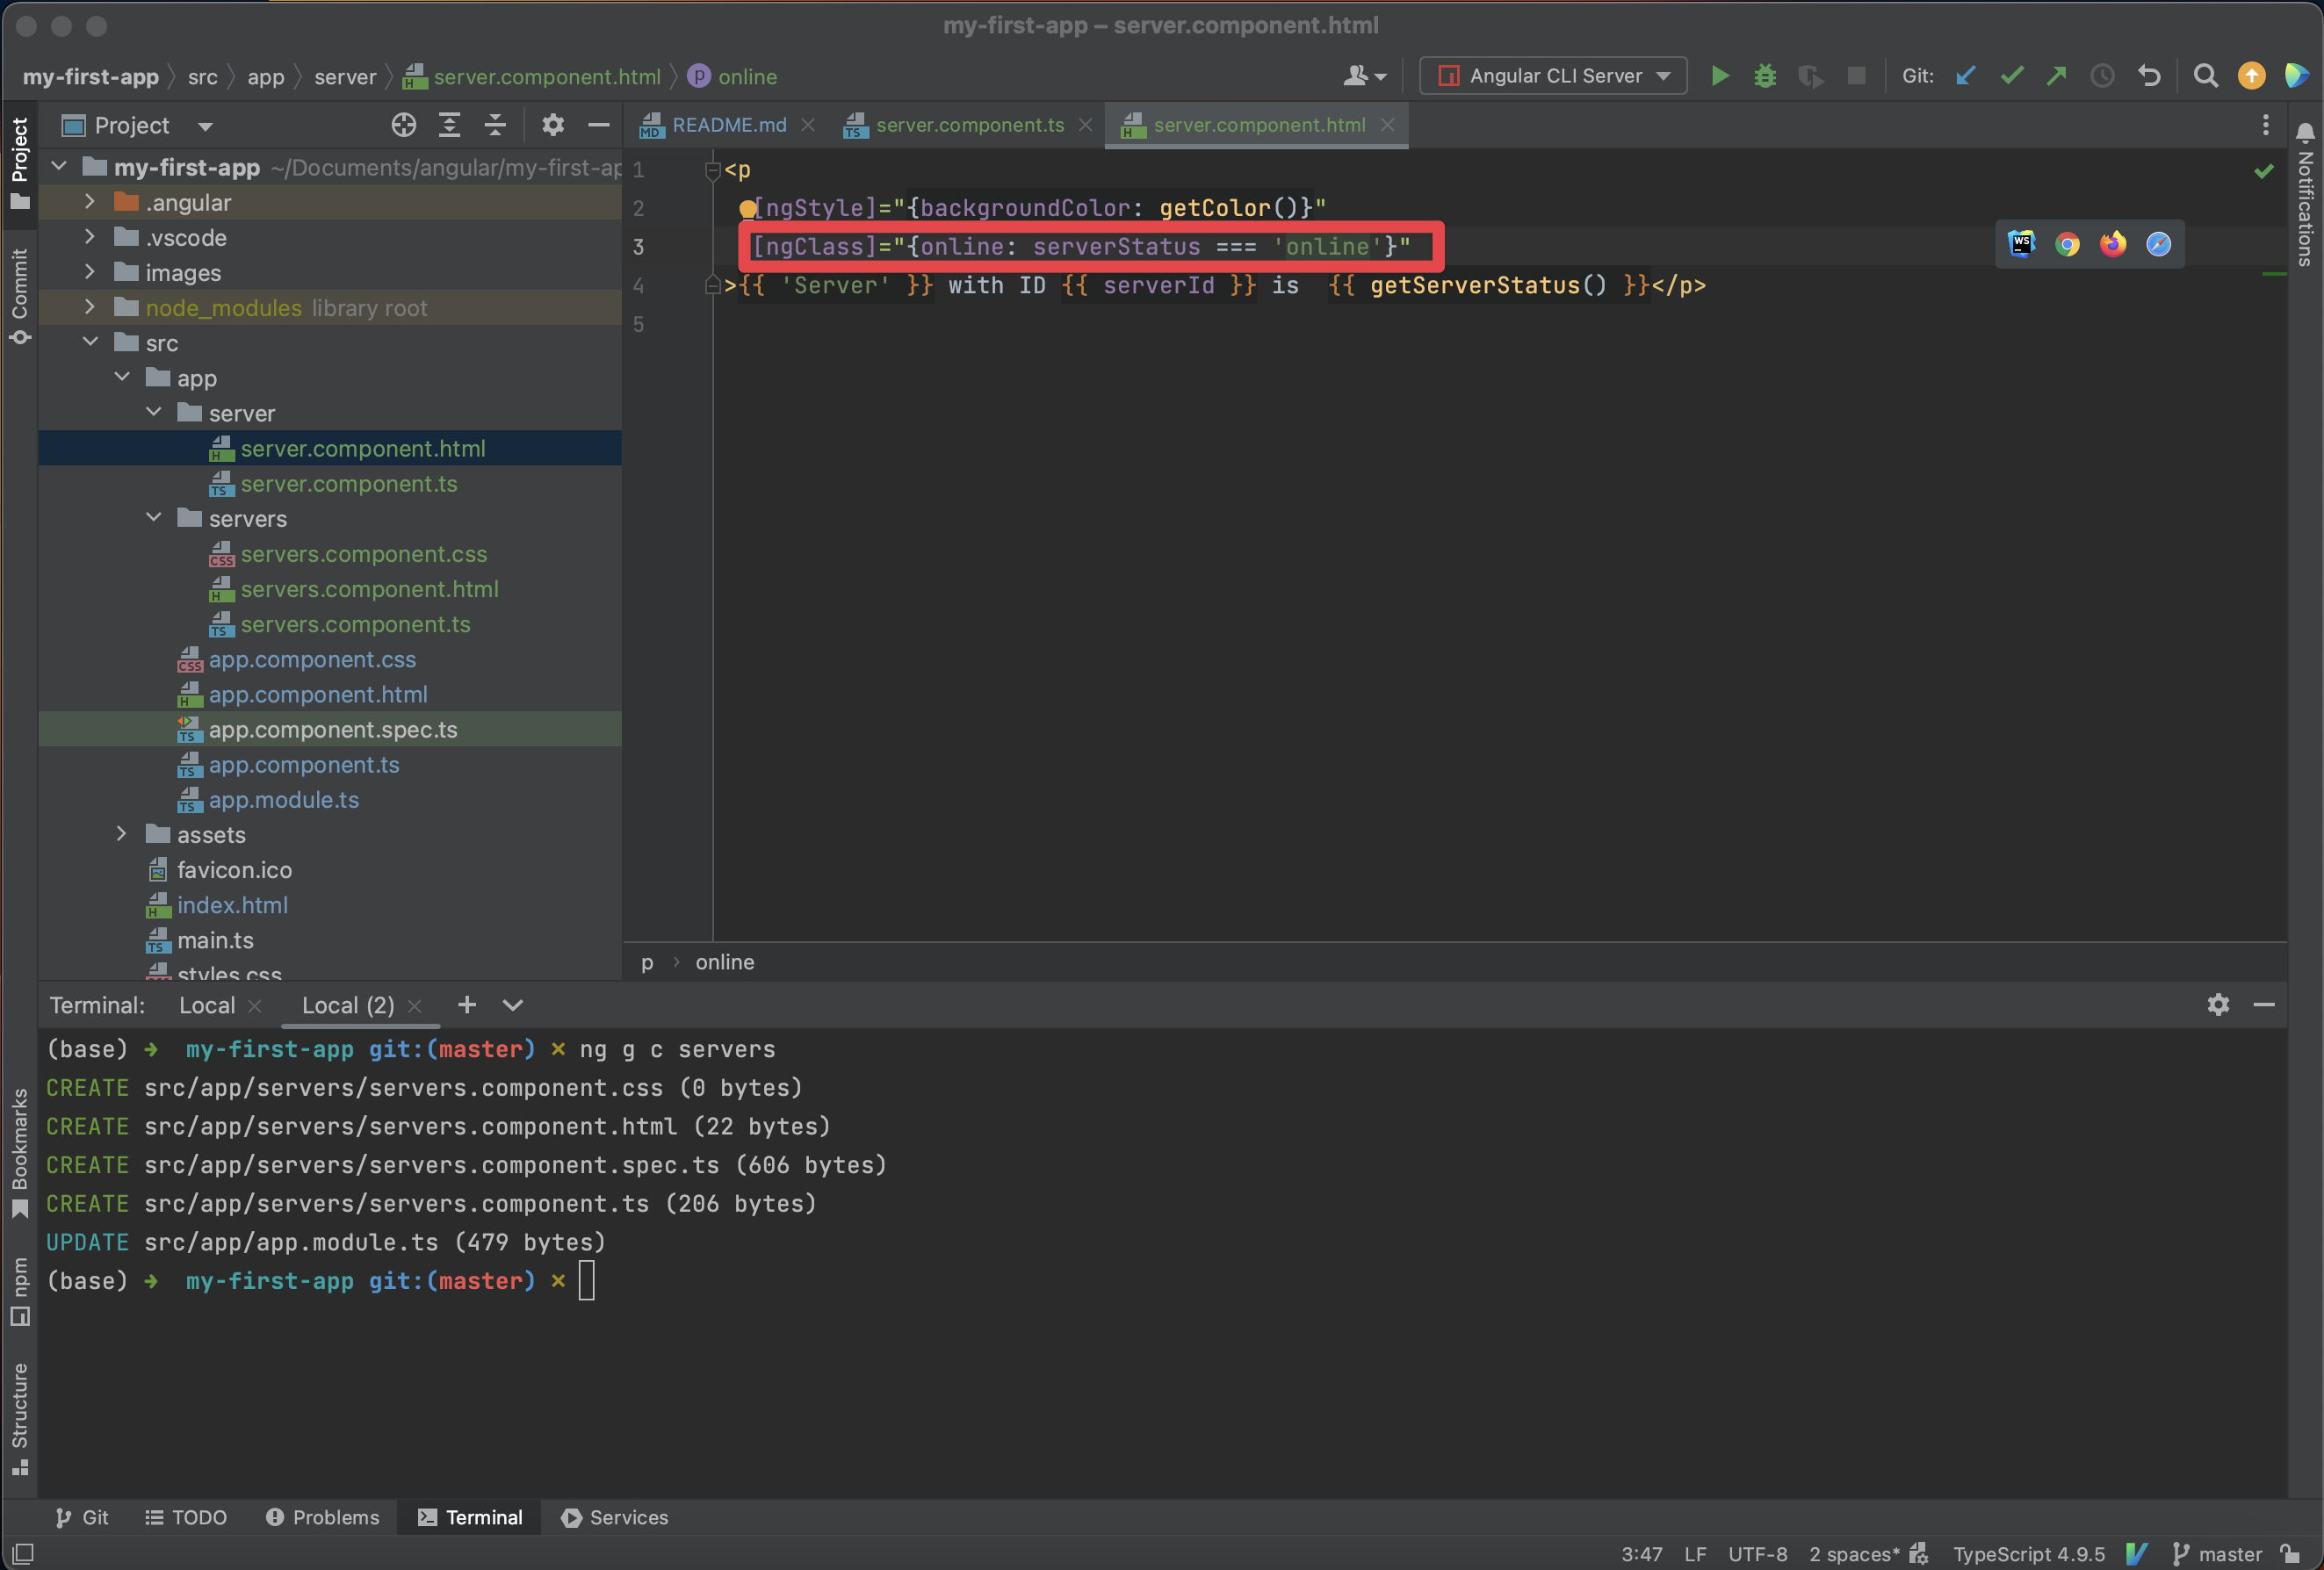 my-first-app – server.component.html
my-first-app src app server server.component.html online
Angular CLI Server
Git:
Project
README.md
server.component.ts
server.component.html
Project
Commit
Bookmarks
npm
Structure
Notifications
my-first-app ~/Documents/angular/my-first-ap
.angular
.vscode
images
node_modules library root
src
app
server
server.component.html
server.component.ts
servers
servers.component.css
servers.component.html
servers.component.ts
app.component.css
app.component.html
app.component.spec.ts
app.component.ts
app.module.ts
assets
favicon.ico
index.html
main.ts
styles.css
1 <p
2 [ngStyle]="{backgroundColor: getColor()}"
3 [ngClass]="{online: serverStatus === 'online'}"
4 >{{ 'Server' }} with ID {{ serverId }} is {{ getServerStatus() }}</p>
5
p › online
Terminal: Local Local (2)
(base) ➜ my-first-app git:(master) ✗ ng g c servers
CREATE src/app/servers/servers.component.css (0 bytes)
CREATE src/app/servers/servers.component.html (22 bytes)
CREATE src/app/servers/servers.component.spec.ts (606 bytes)
CREATE src/app/servers/servers.component.ts (206 bytes)
UPDATE src/app/app.module.ts (479 bytes)
(base) ➜ my-first-app git:(master) ✗
Git TODO Problems Terminal Services
3:47 LF UTF-8 2 spaces* TypeScript 4.9.5 master